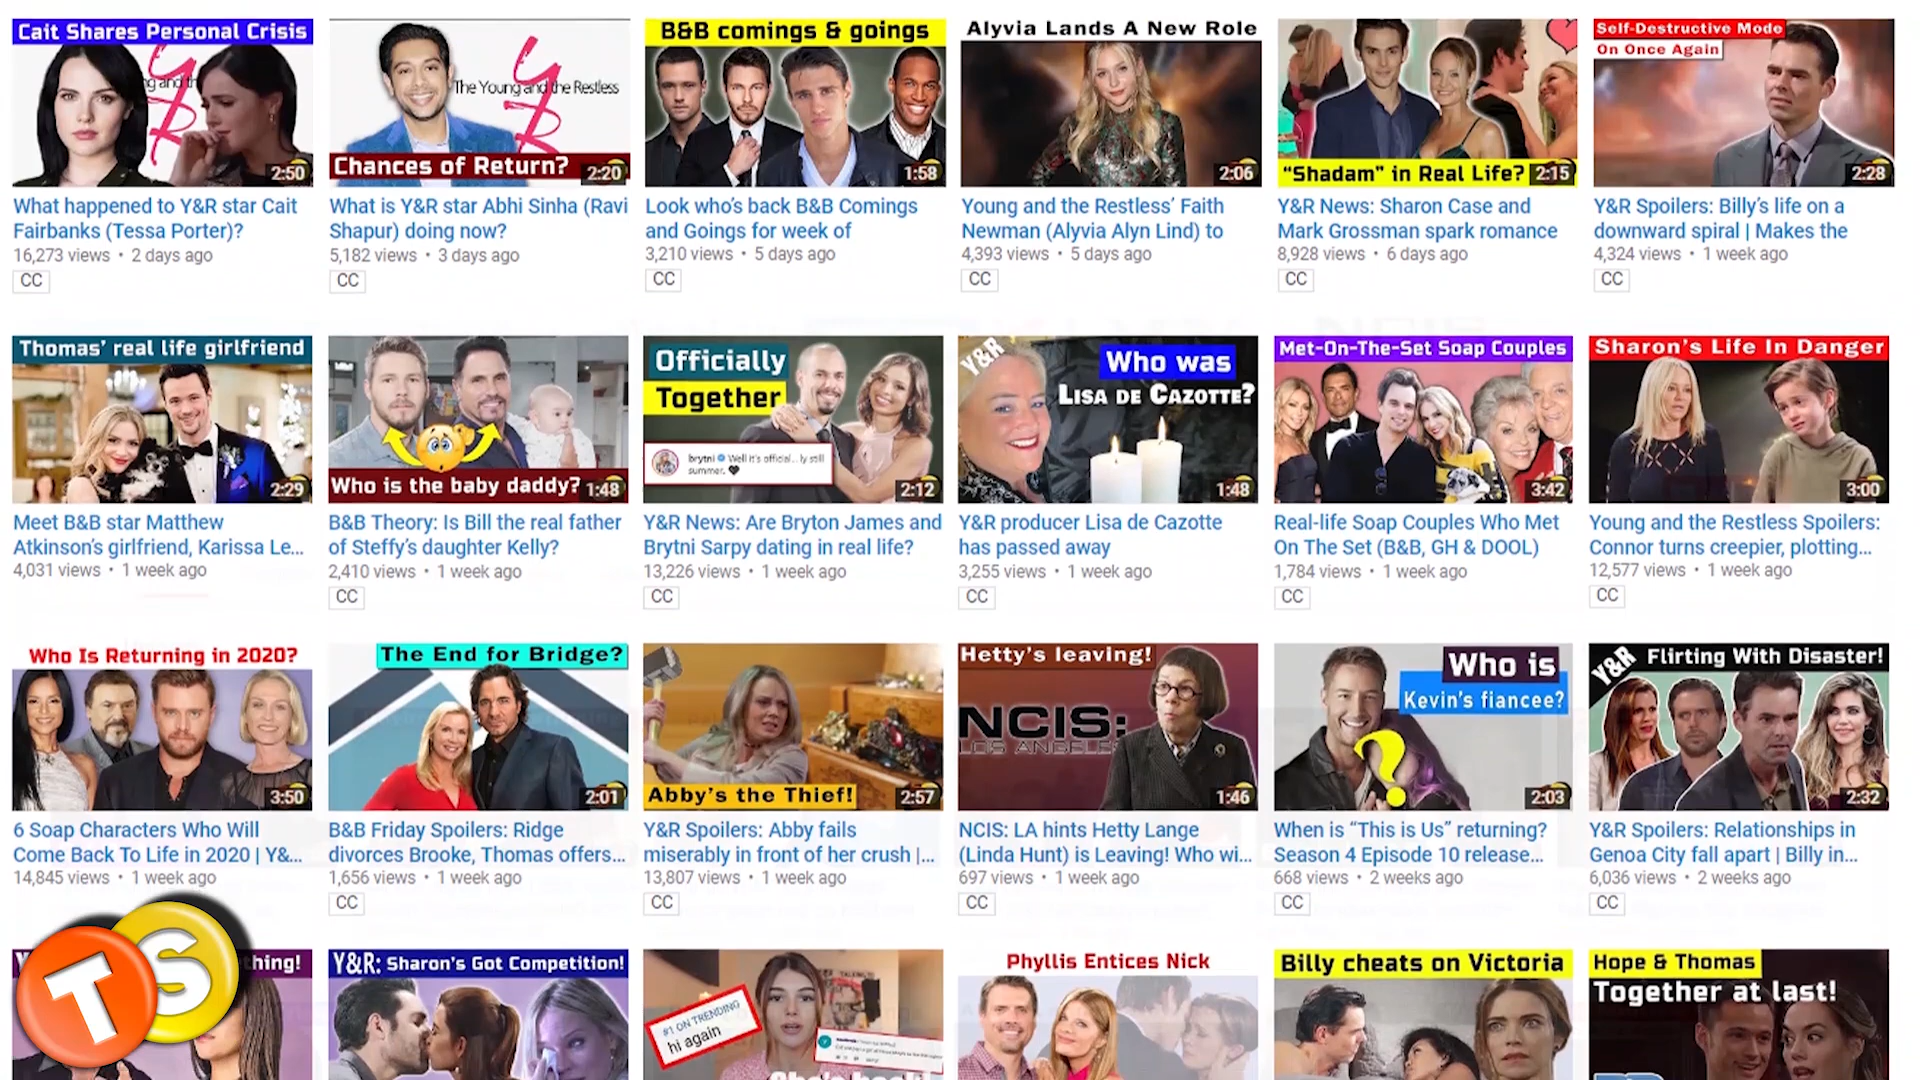 Cait Shares Personal Crisis
The Young and the Restless
Chances of Return?
B&B comings & goings
Alyvia Lands A New Role
"Shadam" in Real Life?
Self-Destructive Mode
On Once Again
2:50
2:20
1:58
2:06
2:15
2:28
What happened to Y&R star Cait
Fairbanks (Tessa Porter)?
16,273 views • 2 days ago
CC
What is Y&R star Abhi Sinha (Ravi
Shapur) doing now?
5,182 views • 3 days ago
CC
Look who's back B&B Comings
and Goings for week of
3,210 views • 5 days ago
CC
Young and the Restless' Faith
Newman (Alyvia Alyn Lind) to
4,393 views • 5 days ago
CC
Y&R News: Sharon Case and
Mark Grossman spark romance
8,928 views • 6 days ago
CC
Y&R Spoilers: Billy's life on a
downward spiral | Makes the
4,324 views • 1 week ago
CC
Thomas' real life girlfriend
2:29
Who is the baby daddy?
1:48
Officially
Together
brytni Well it's official... ly still
summer.
2:12
Y&R
Who was
LISA DE CAZOTTE?
1:48
Met-On-The-Set Soap Couples
3:42
Sharon's Life In Danger
3:00
Meet B&B star Matthew
Atkinson's girlfriend, Karissa Le...
4,031 views • 1 week ago
B&B Theory: Is Bill the real father
of Steffy's daughter Kelly?
2,410 views • 1 week ago
CC
Y&R News: Are Bryton James and
Brytni Sarpy dating in real life?
13,226 views • 1 week ago
CC
Y&R producer Lisa de Cazotte
has passed away
3,255 views • 1 week ago
CC
Real-life Soap Couples Who Met
On The Set (B&B, GH & DOOL)
1,784 views • 1 week ago
CC
Young and the Restless Spoilers:
Connor turns creepier, plotting...
12,577 views • 1 week ago
CC
Who Is Returning in 2020?
3:50
The End for Bridge?
2:01
Abby's the Thief!
2:57
Hetty's leaving!
NCIS:
LOS ANGELES
1:46
Who is
Kevin's fiancee?
2:03
Y&R Flirting With Disaster!
2:32
6 Soap Characters Who Will
Come Back To Life in 2020 | Y&...
14,845 views • 1 week ago
B&B Friday Spoilers: Ridge
divorces Brooke, Thomas offers...
1,656 views • 1 week ago
CC
Y&R Spoilers: Abby fails
miserably in front of her crush |...
13,807 views • 1 week ago
CC
NCIS: LA hints Hetty Lange
(Linda Hunt) is Leaving! Who wi...
697 views • 1 week ago
CC
When is "This is Us" returning?
Season 4 Episode 10 release...
668 views • 2 weeks ago
CC
Y&R Spoilers: Relationships in
Genoa City fall apart | Billy in...
6,036 views • 2 weeks ago
CC
TS
thing!
Y&R: Sharon's Got Competition!
#1 ON TRENDING
hi again
Phyllis Entices Nick
Billy cheats on Victoria
Hope & Thomas
Together at last!